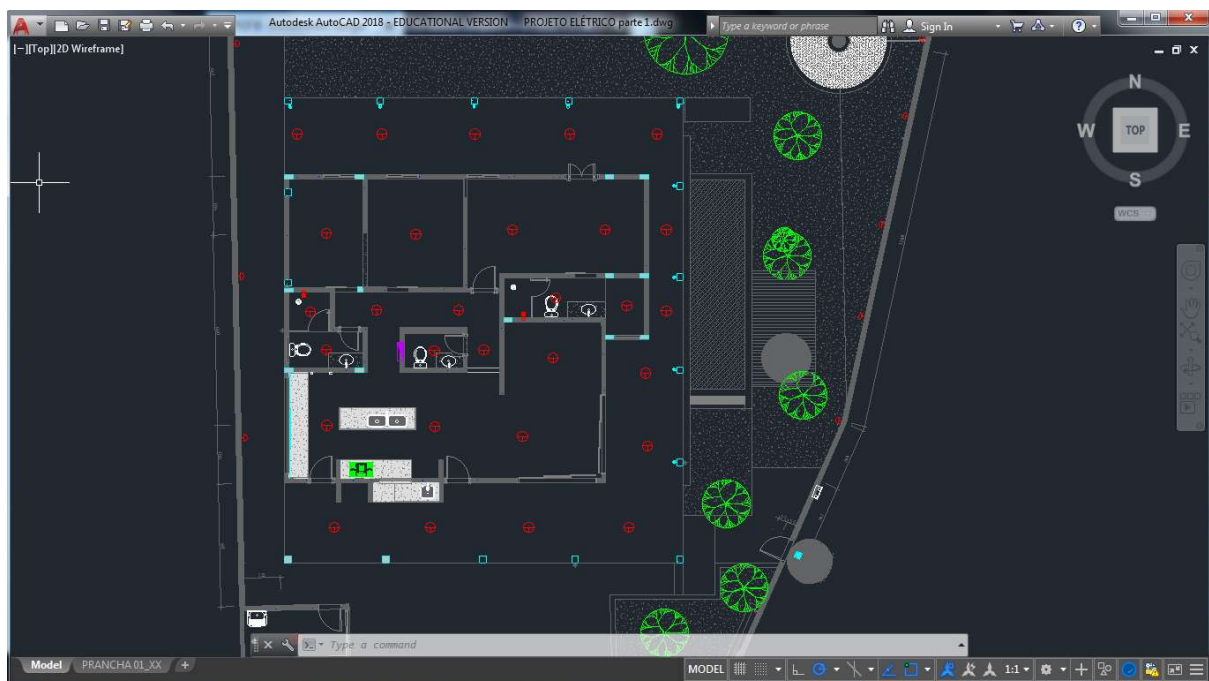 Autodesk AutoCAD 2018 - EDUCATIONAL VERSION PROJETO ELÉTRICO parte 1.dwg
Type a keyword or phrase
Sign In
[−][Top][2D Wireframe]
N
W TOP E
S
WCS
Type a command
Model PRANCHA 01_XX +
MODEL 1:1